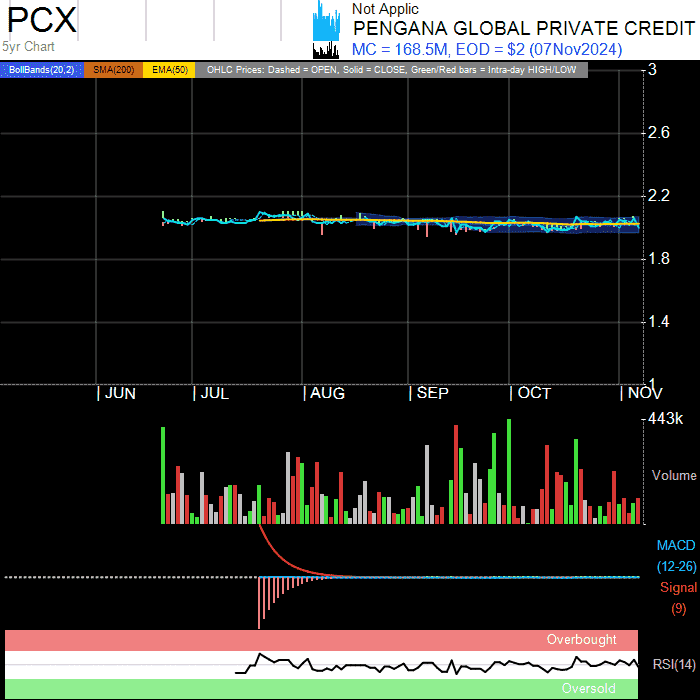 PCX
5yr Chart
Not Applic
PENGANA GLOBAL PRIVATE CREDIT
MC = 168.5M, EOD = $2 (07Nov2024)
BollBands(20,2) SMA(200) EMA(50) OHLC Prices: Dashed = OPEN, Solid = CLOSE, Green/Red bars = Intra-day HIGH/LOW
3
2.6
2.2
1.8
1.4
1
JUN JUL AUG SEP OCT NOV
443k
Volume
MACD
(12-26)
Signal
(9)
Overbought
RSI(14)
Oversold